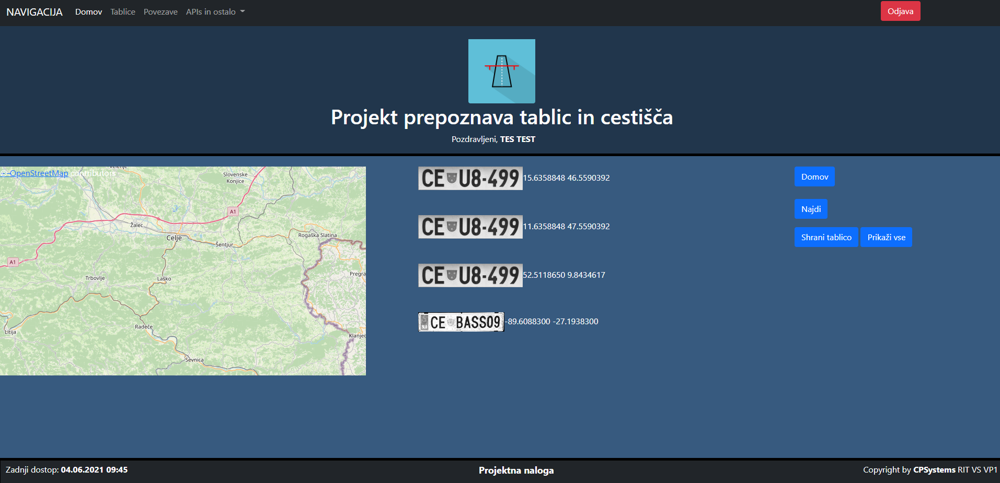 NAVIGACIJA Domov Tablice Povezave APIs in ostalo Odjava
Projekt prepoznava tablic in cestišča
Pozdravljeni, TES TEST
OpenStreetMap contributors
Velenje
Slovenske
Konjice
A1
Žalec
Celje
Rogaška Slatina
Šentjur
A1
Trbovlje
Laško
Pregra
Radeče
Litija
Klanjec
Sevnica
CE U8-499 15.6358848 46.5590392
CE U8-499 11.6358848 47.5590392
CE U8-499 52.5118650 9.8434617
SLO CE BASS09 -89.6088300 -27.1938300
Domov
Najdi
Shrani tablico Prikaži vse
Zadnji dostop: 04.06.2021 09:45
Projektna naloga
Copyright by CPSystems RIT VS VP1